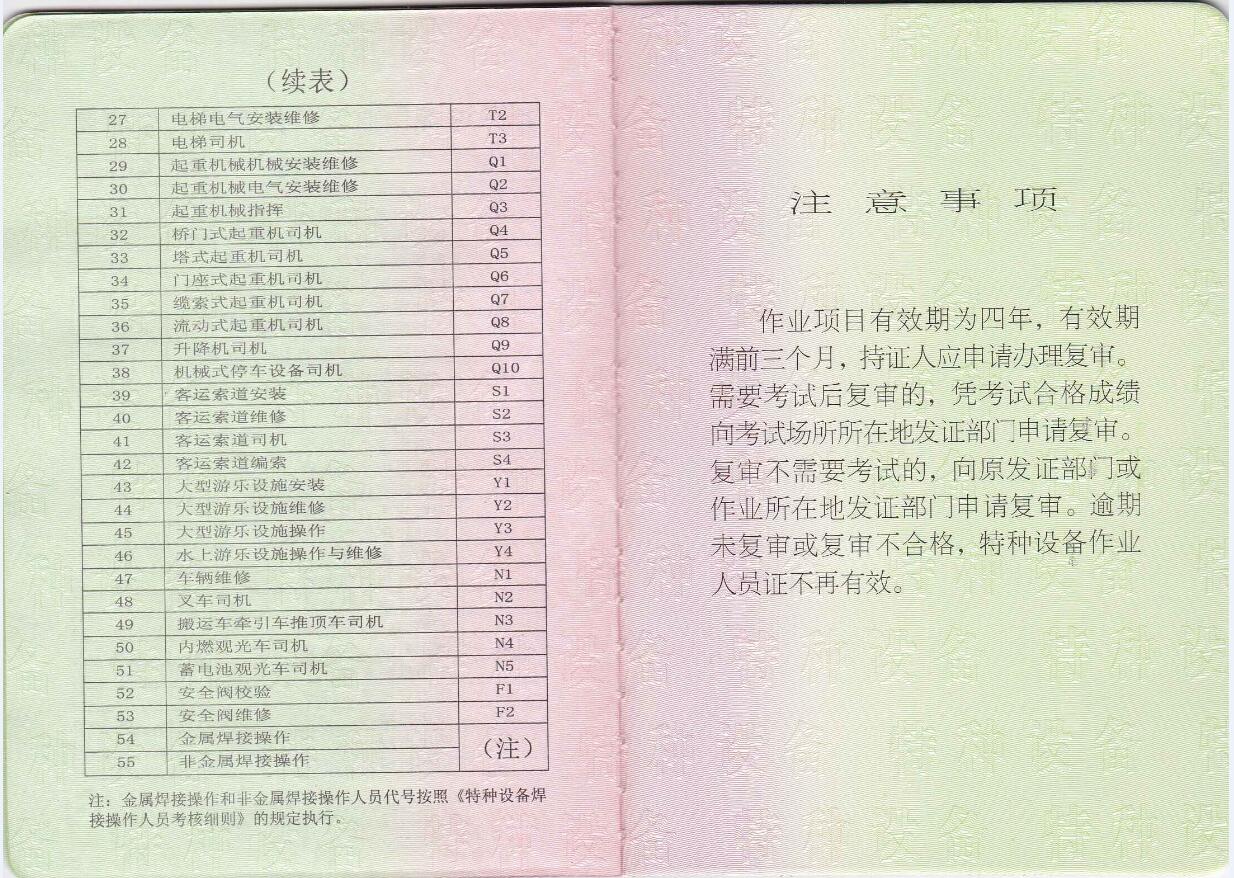 （续表）
27 电梯电气安装维修 T2
28 电梯司机 T3
29 起重机械机械安装维修 Q1
30 起重机械电气安装维修 Q2
31 起重机械指挥 Q3
32 桥门式起重机司机 Q4
33 塔式起重机司机 Q5
34 门座式起重机司机 Q6
35 缆索式起重机司机 Q7
36 流动式起重机司机 Q8
37 升降机司机 Q9
38 机械式停车设备司机 Q10
39 客运索道安装 S1
40 客运索道维修 S2
41 客运索道司机 S3
42 客运索道编索 S4
43 大型游乐设施安装 Y1
44 大型游乐设施维修 Y2
45 大型游乐设施操作 Y3
46 水上游乐设施操作与维修 Y4
47 车辆维修 N1
48 叉车司机 N2
49 搬运车牵引车推顶车司机 N3
50 内燃观光车司机 N4
51 蓄电池观光车司机 N5
52 安全阀校验 F1
53 安全阀维修 F2
54 金属焊接操作 （注）
55 非金属焊接操作
注：金属焊接操作和非金属焊接操作人员代号按照《特种设备焊
接操作人员考核细则》的规定执行。
注意事项
作业项目有效期为四年，有效期
满前三个月，持证人应申请办理复审。
需要考试后复审的，凭考试合格成绩
向考试场所所在地发证部门申请复审。
复审不需要考试的，向原发证部门或
作业所在地发证部门申请复审。逾期
未复审或复审不合格，特种设备作业
人员证不再有效。